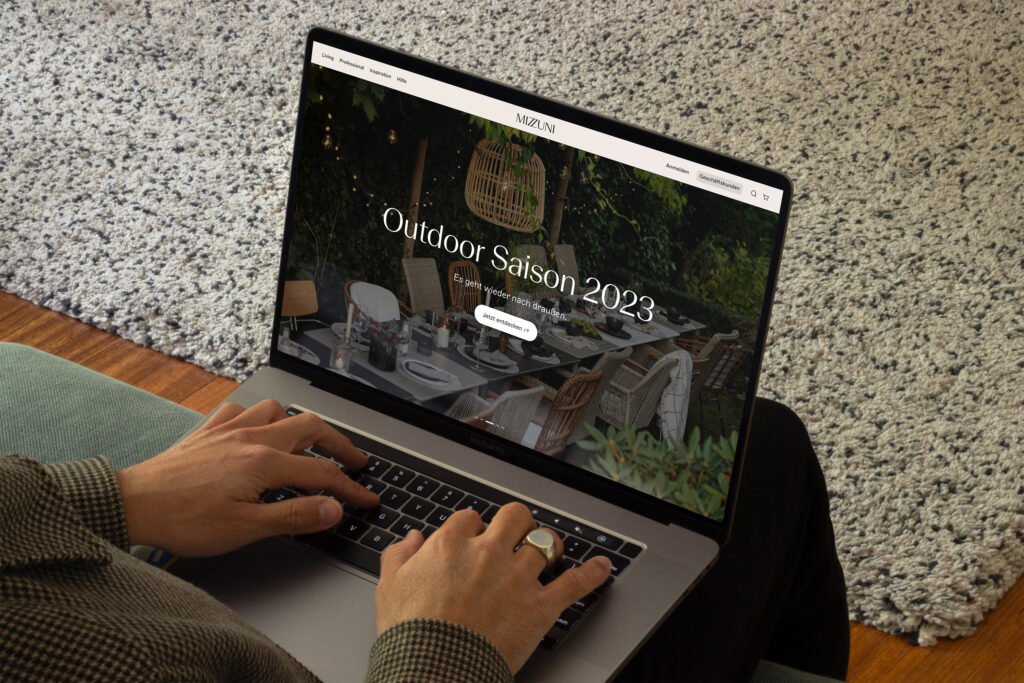 Living Professional Inspiration Hilfe
MIZZUNI
Anmelden Geschäftskunden
Outdoor Saison 2023
Es geht wieder nach draußen.
Jetzt entdecken